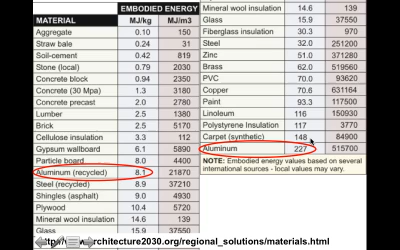 EMBODIED ENERGY
MATERIAL MJ/kg MJ/m3
Aggregate 0.10 150
Straw bale 0.24 31
Soil-cement 0.42 819
Stone (local) 0.79 2030
Concrete block 0.94 2350
Concrete (30 Mpa) 1.3 3180
Concrete precast 2.0 2780
Lumber 2.5 1380
Brick 2.5 5170
Cellulose insulation 3.3 112
Gypsum wallboard 6.1 5890
Particle board 8.0 4400
Aluminum (recycled) 8.1 21870
Steel (recycled) 8.9 37210
Shingles (asphalt) 9.0 4930
Plywood 10.4 5720
Mineral wool insulation 14.6 139
Glass 15.9 37550
Mineral wool insulation 14.6 139
Glass 15.9 37550
Fiberglass insulation 30.3 970
Steel 32.0 251200
Zinc 51.0 371280
Brass 62.0 519560
PVC 70.0 93620
Copper 70.6 631164
Paint 93.3 117500
Linoleum 116 150930
Polystyrene Insulation 117 3770
Carpet (synthetic) 148 84900
Aluminum 227 515700
NOTE: Embodied energy values based on several
international sources - local values may vary.
architecture2030.org/regional_solutions/materials.html